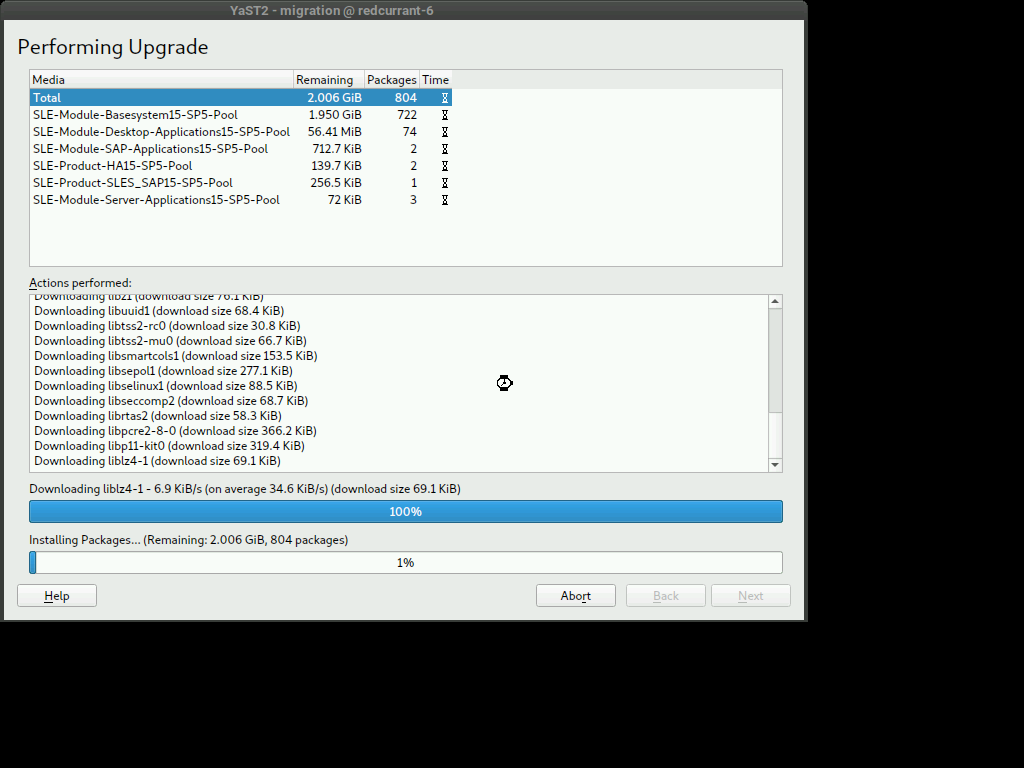 YaST2 - migration @ redcurrant-6
Performing Upgrade
Media Remaining Packages Time
Total 2.006 GiB 804
SLE-Module-Basesystem15-SP5-Pool 1.950 GiB 722
SLE-Module-Desktop-Applications15-SP5-Pool 56.41 MiB 74
SLE-Module-SAP-Applications15-SP5-Pool 712.7 KiB 2
SLE-Product-HA15-SP5-Pool 139.7 KiB 2
SLE-Product-SLES_SAP15-SP5-Pool 256.5 KiB 1
SLE-Module-Server-Applications15-SP5-Pool 72 KiB 3
Actions performed:
Downloading libz1 (download size 76.1 KiB)
Downloading libuuid1 (download size 68.4 KiB)
Downloading libtss2-rc0 (download size 30.8 KiB)
Downloading libtss2-mu0 (download size 66.7 KiB)
Downloading libsmartcols1 (download size 153.5 KiB)
Downloading libsepol1 (download size 277.1 KiB)
Downloading libselinux1 (download size 88.5 KiB)
Downloading libseccomp2 (download size 68.7 KiB)
Downloading librtas2 (download size 58.3 KiB)
Downloading libpcre2-8-0 (download size 366.2 KiB)
Downloading libp11-kit0 (download size 319.4 KiB)
Downloading liblz4-1 (download size 69.1 KiB)
Downloading liblz4-1 - 6.9 KiB/s (on average 34.6 KiB/s) (download size 69.1 KiB)
100%
Installing Packages... (Remaining: 2.006 GiB, 804 packages)
1%
Help Abort Back Next